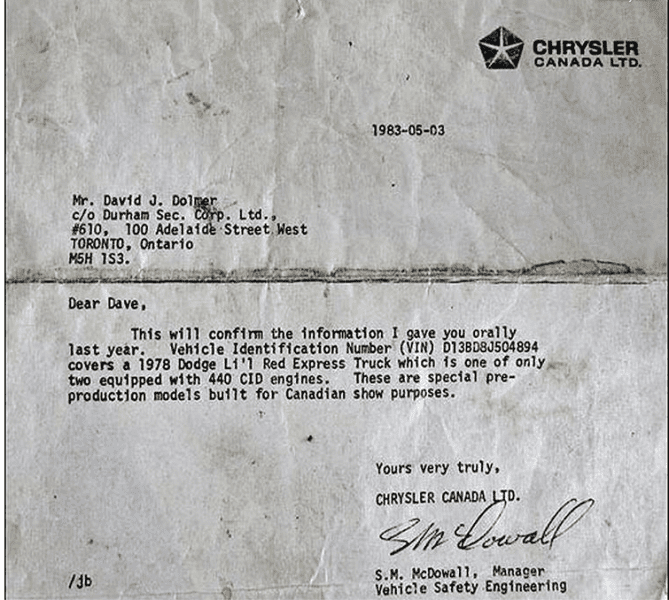 CHRYSLER
CANADA LTD.
1983-05-03
Mr. David J. Dolmer
c/o Durham Sec. Corp. Ltd.,
#610, 100 Adelaide Street West
TORONTO, Ontario
M5H 1S3.
Dear Dave,
This will confirm the information I gave you orally
last year. Vehicle Identification Number (VIN) D13BD8J504894
covers a 1978 Dodge Li'l Red Express Truck which is one of only
two equipped with 440 CID engines. These are special pre-
production models built for Canadian show purposes.
Yours very truly,
CHRYSLER CANADA LTD.
SMcDowall
S.M. McDowall, Manager
Vehicle Safety Engineering
/jb